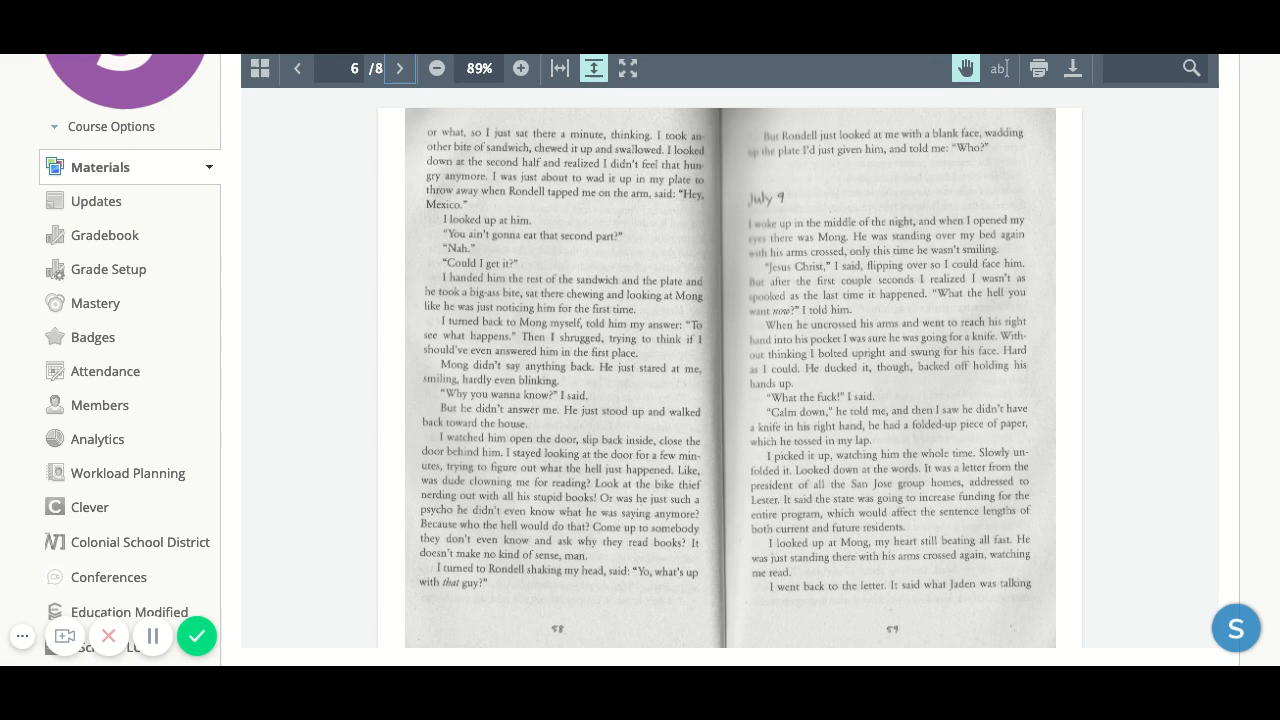 6 /8
89%
ab
Course Options
Materials
Updates
Gradebook
Grade Setup
Mastery
Badges
Attendance
Members
Analytics
Workload Planning
Clever
Colonial School District
Conferences
Education Modified
or what, so I just sat there a minute, thinking. I took an-
other bite of sandwich, chewed it up and swallowed. I looked
down at the second half and realized I didn't feel that hun-
gry anymore. I was just about to wad it up in my plate to
throw away when Rondell tapped me on the arm, said: "Hey,
Mexico."
I looked up at him.
"You ain't gonna eat that second part?"
"Nah."
"Could I get it?"
I handed him the rest of the sandwich and the plate and
he took a big-ass bite, sat there chewing and looking at Mong
like he was just noticing him for the first time.
I turned back to Mong myself, told him my answer: "To
see what happens." Then I shrugged, trying to think if I
should've even answered him in the first place.
Mong didn't say anything back. He just stared at me,
smiling, hardly even blinking.
"Why you wanna know?" I said.
But he didn't answer me. He just stood up and walked
back toward the house.
I watched him open the door, slip back inside, close the
door behind him. I stayed looking at the door for a few min-
utes, trying to figure out what the hell just happened. Like,
was dude clowning me for reading? Look at the bike thief
nerding out with all his stupid books! Or was he just such a
psycho he didn't even know what he was saying anymore?
Because who the hell would do that? Come up to somebody
they don't even know and ask why they read books? It
doesn't make no kind of sense, man.
I turned to Rondell shaking my head, said: "Yo, what's up
with that guy?"
58
But Rondell just looked at me with a blank face, wadding
up the plate I'd just given him, and told me: "Who?"
July 9
I woke up in the middle of the night, and when I opened my
eyes there was Mong. He was standing over my bed again
with his arms crossed, only this time he wasn't smiling.
"Jesus Christ," I said, flipping over so I could face him.
But after the first couple seconds I realized I wasn't as
spooked as the last time it happened. "What the hell you
want now?" I told him.
When he uncrossed his arms and went to reach his right
hand into his pocket I was sure he was going for a knife. With-
out thinking I bolted upright and swung for his face. Hard
as I could. He ducked it, though, backed off holding his
hands up.
"What the fuck!" I said.
"Calm down," he told me, and then I saw he didn't have
a knife in his right hand, he had a folded-up piece of paper,
which he tossed in my lap.
I picked it up, watching him the whole time. Slowly un-
folded it. Looked down at the words. It was a letter from the
president of all the San Jose group homes, addressed to
Lester. It said the state was going to increase funding for the
entire program, which would affect the sentence lengths of
both current and future residents.
I looked up at Mong, my heart still beating all fast. He
was just standing there with his arms crossed again, watching
me read.
I went back to the letter. It said what Jaden was talking
59
S